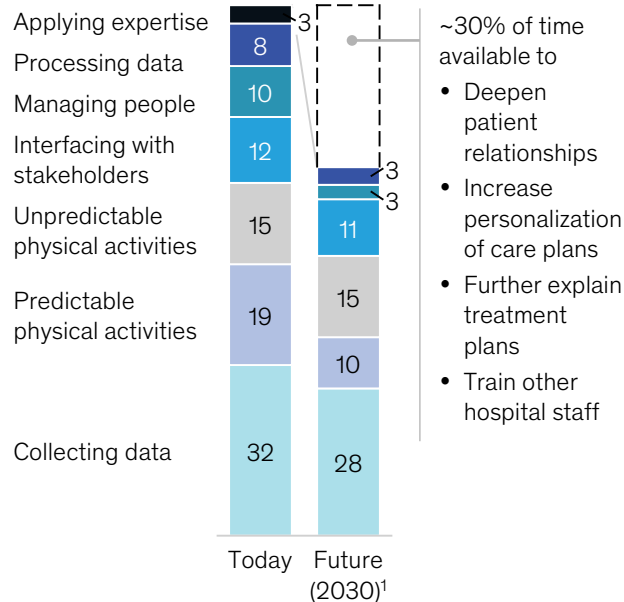 Applying expertise
3
Processing data
8
Managing people
10
Interfacing with
stakeholders
12
Unpredictable
physical activities
15
Predictable
physical activities
19
Collecting data
32
3
3
11
15
10
28
Today
Future
(2030)1
~30% of time
available to
• Deepen
patient
relationships
• Increase
personalization
of care plans
• Further explain
treatment
plans
• Train other
hospital staff